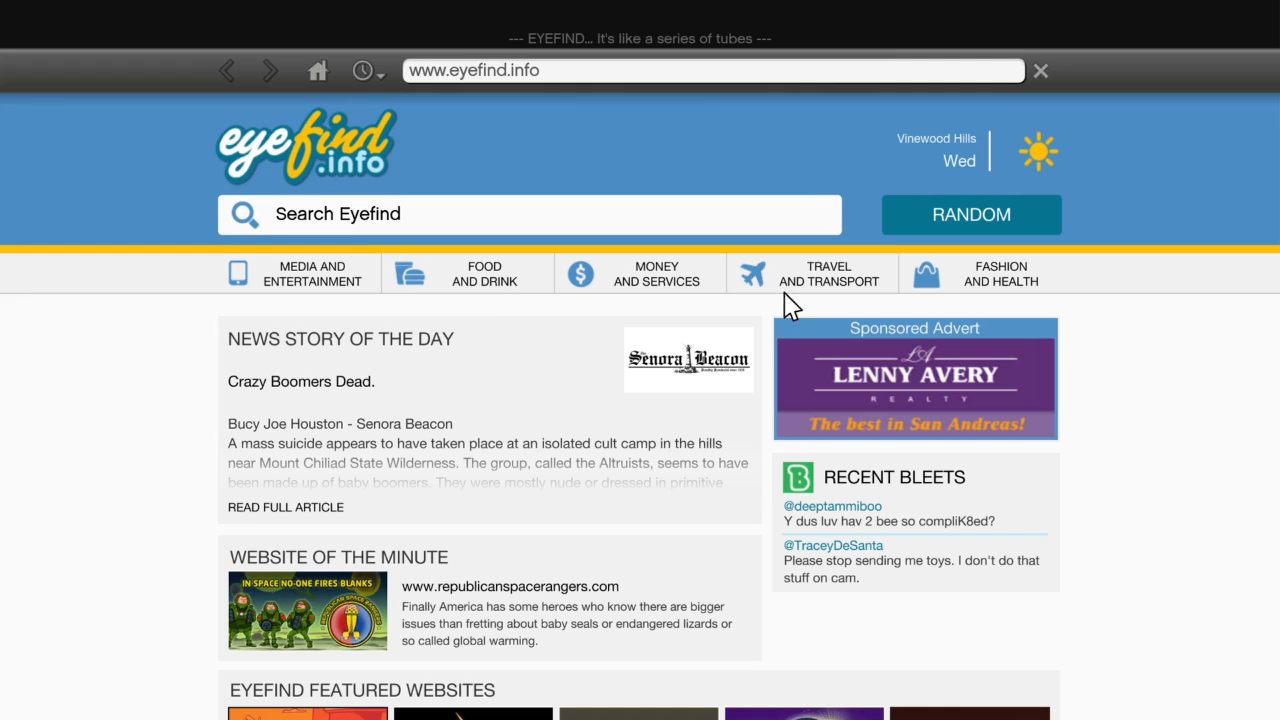 --- EYEFIND... It's like a series of tubes ---
www.eyefind.info
eyefind
.info
Vinewood Hills
Wed
Search Eyefind
RANDOM
MEDIA AND
ENTERTAINMENT
FOOD
AND DRINK
MONEY
AND SERVICES
TRAVEL
AND TRANSPORT
FASHION
AND HEALTH
NEWS STORY OF THE DAY
Senora Beacon
Crazy Boomers Dead.
Bucy Joe Houston - Senora Beacon
A mass suicide appears to have taken place at an isolated cult camp in the hills
near Mount Chiliad State Wilderness. The group, called the Altruists, seems to have
been made up of baby boomers. They were mostly nude or dressed in primitive
READ FULL ARTICLE
Sponsored Advert
LA
LENNY AVERY
REALTY
The best in San Andreas!
RECENT BLEETS
@deeptammiboo
Y dus luv hav 2 bee so compliK8ed?
@TraceyDeSanta
Please stop sending me toys. I don't do that
stuff on cam.
WEBSITE OF THE MINUTE
IN SPACE NO-ONE FIRES BLANKS
www.republicanspacerangers.com
Finally America has some heroes who know there are bigger
issues than fretting about baby seals or endangered lizards or
so called global warming.
EYEFIND FEATURED WEBSITES